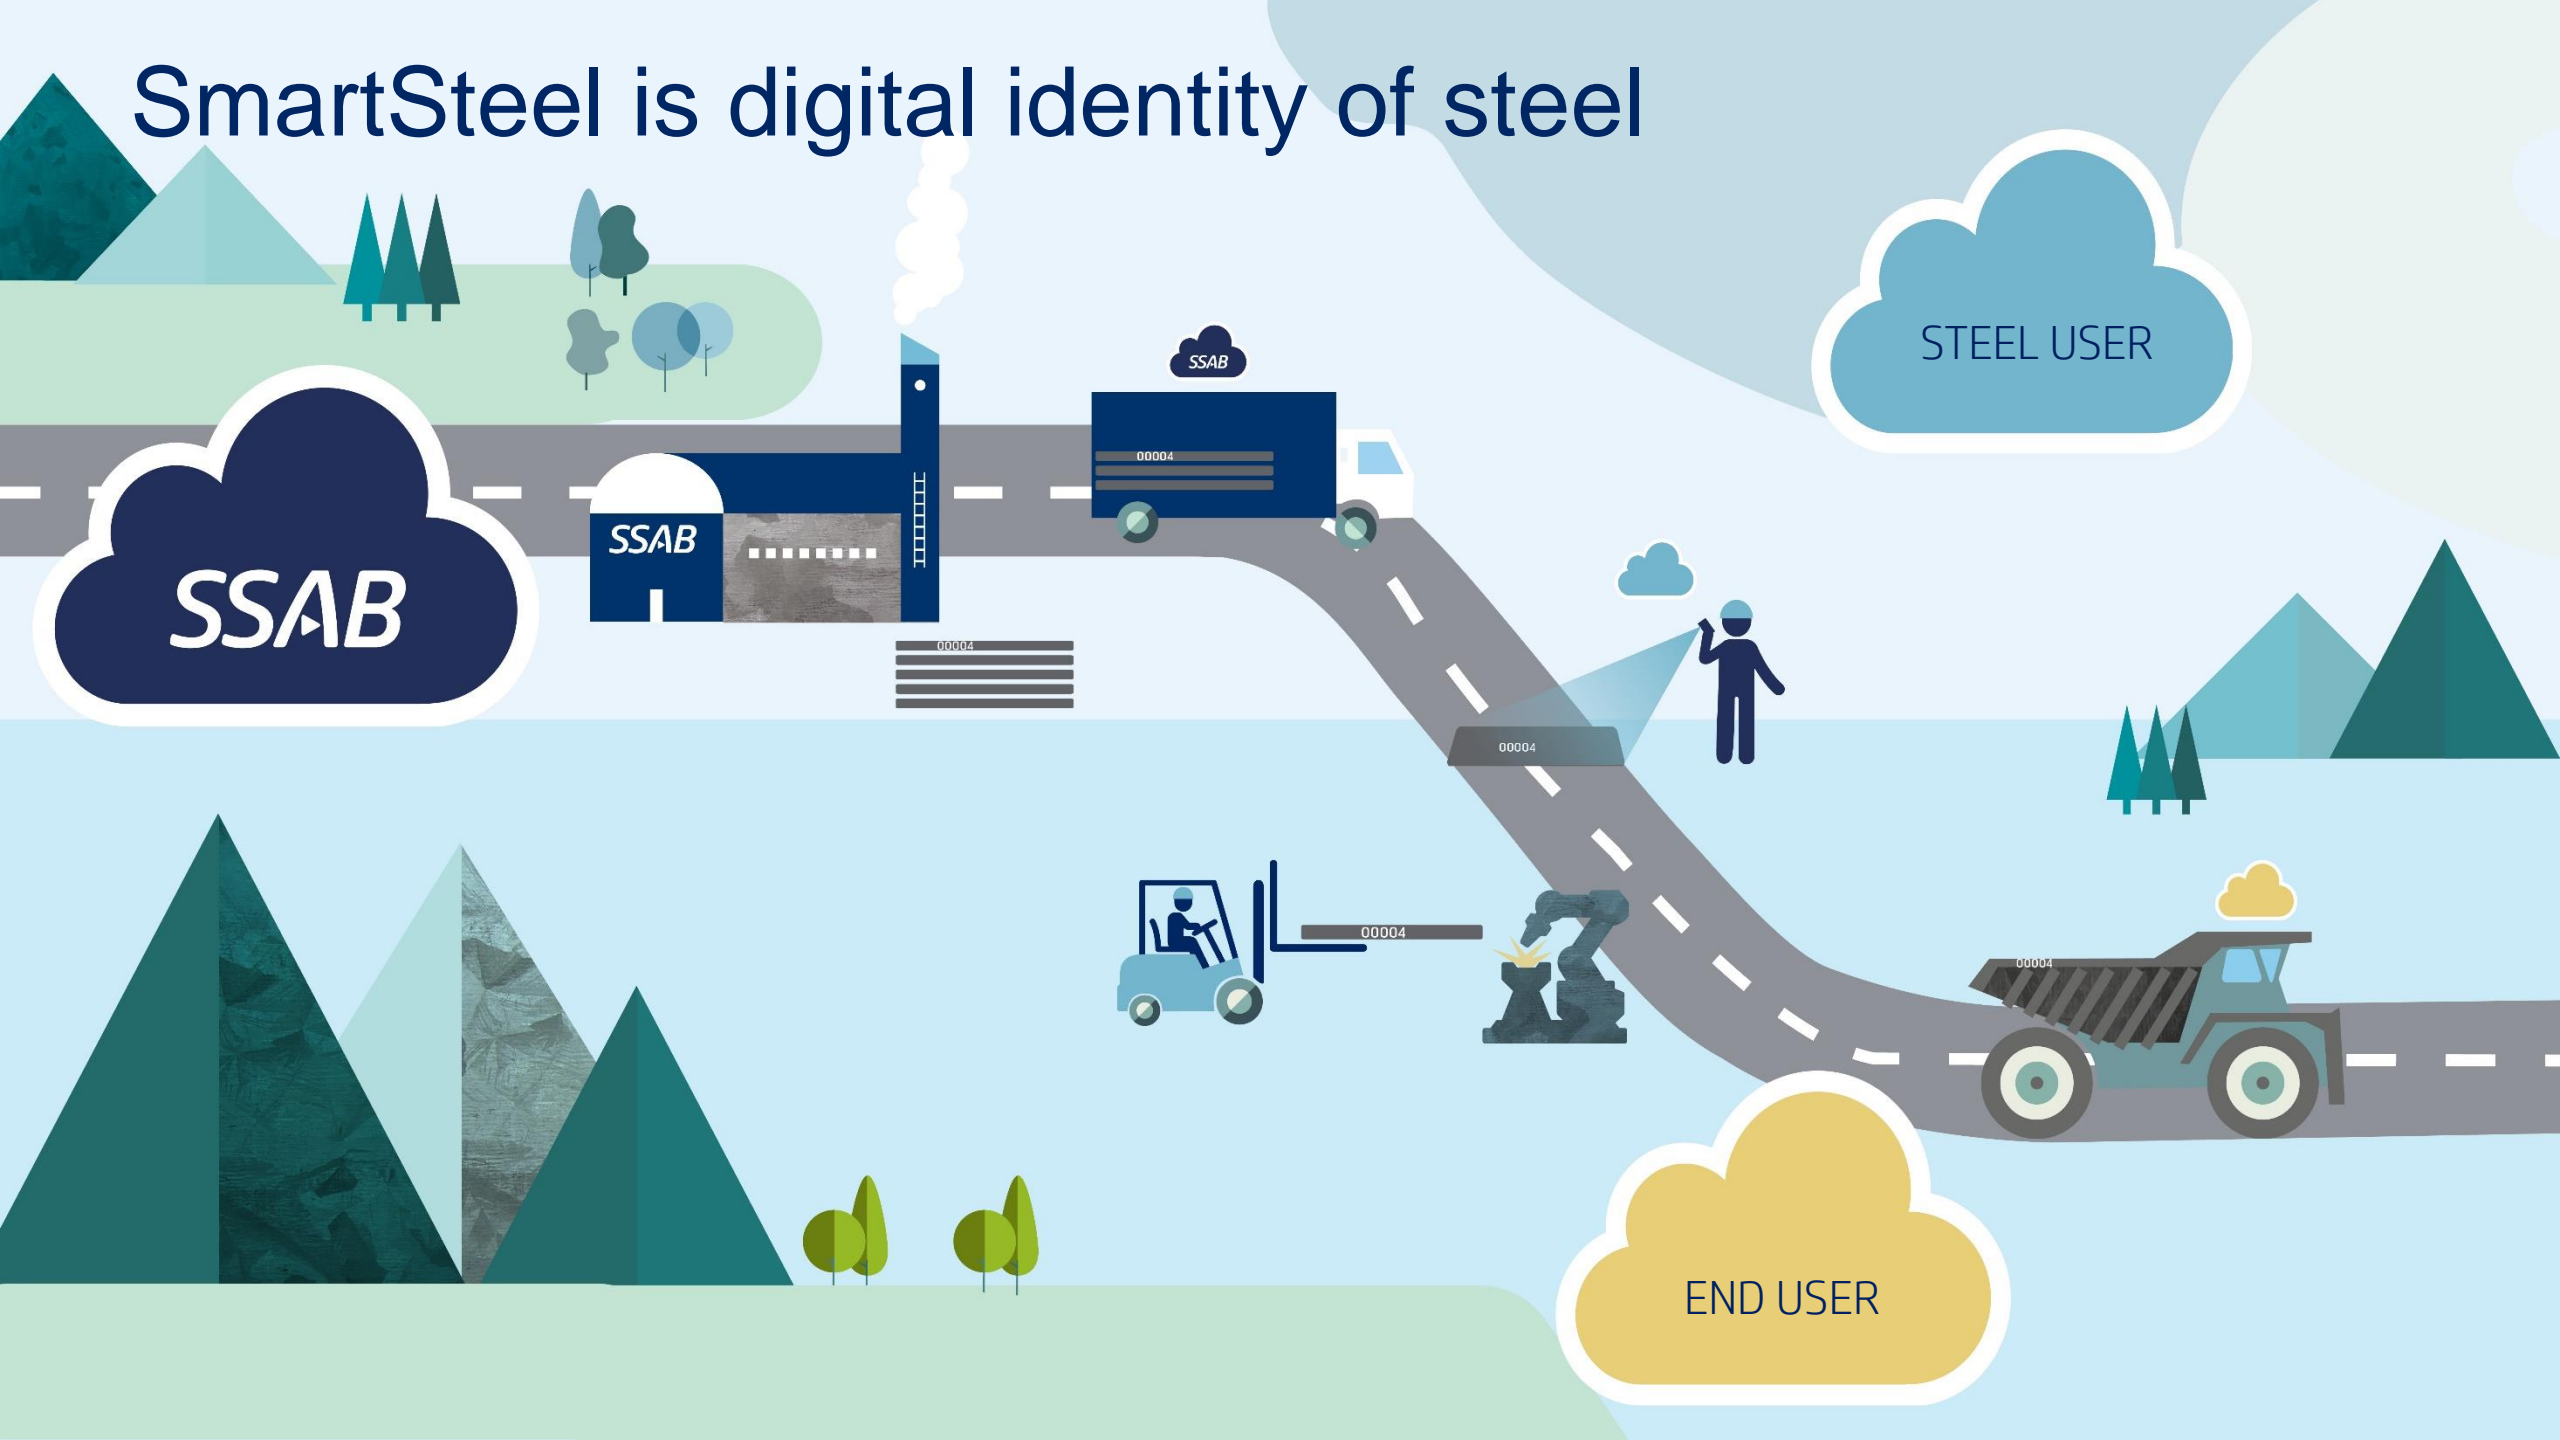 SmartSteel is digital identity of steel
STEEL USER
SSAB
00004
SSAB
SSAB
00004
00004
00004
00004
END USER